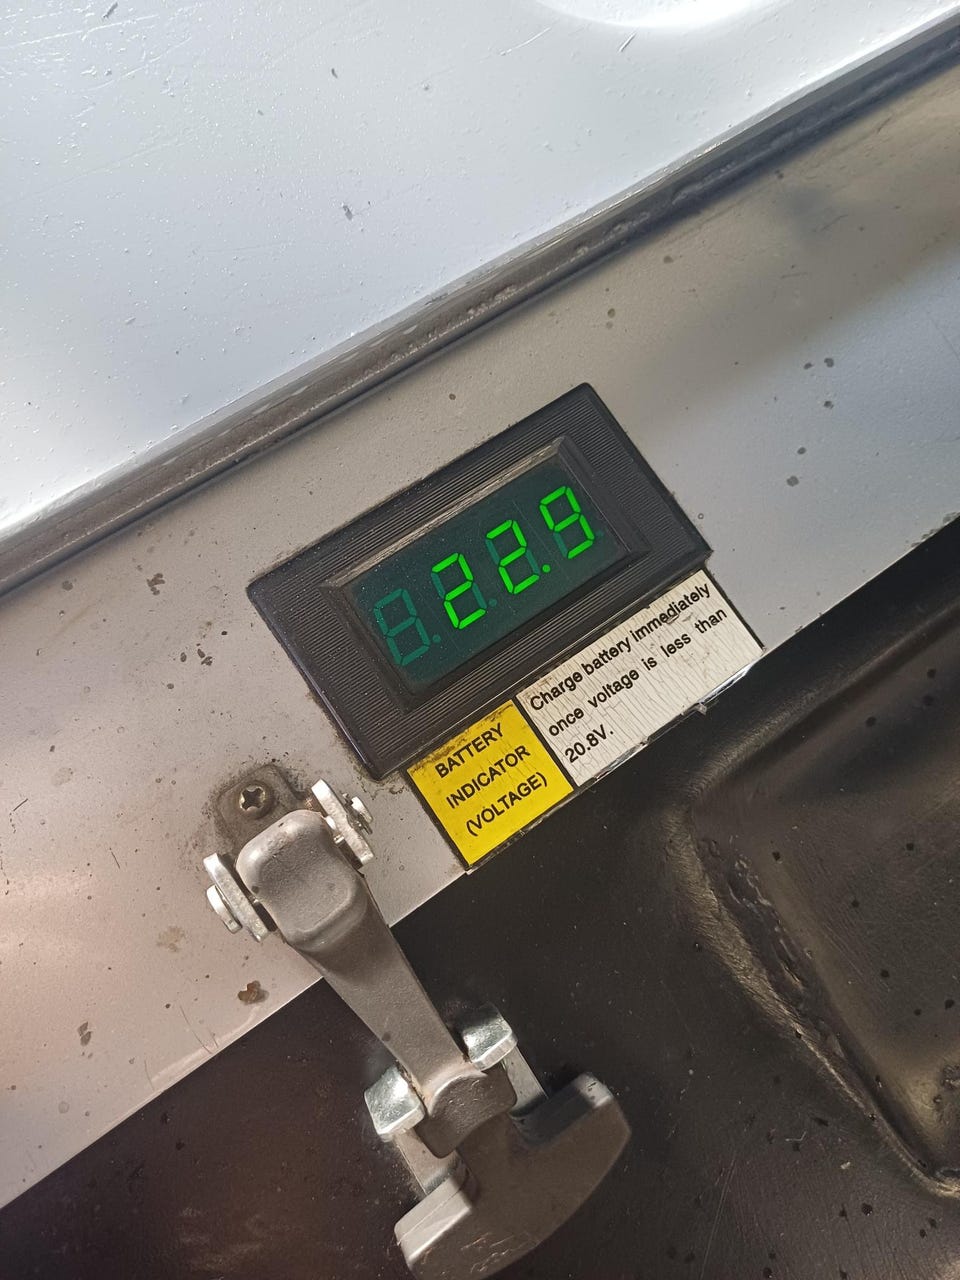 22.9
BATTERY
INDICATOR
(VOLTAGE)
Charge battery immediately
once voltage is less than
20.8V.